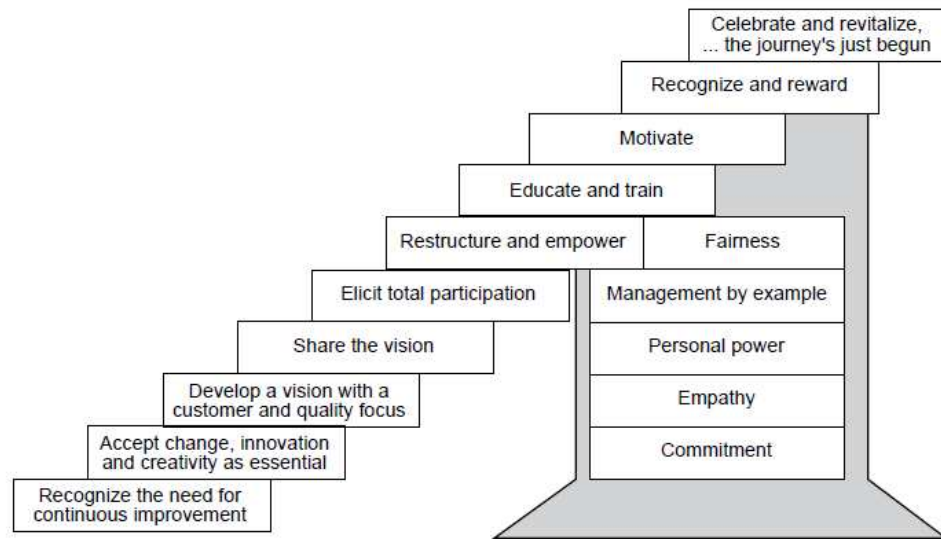 Celebrate and revitalize,
... the journey's just begun
Recognize and reward
Motivate
Educate and train
Restructure and empower
Fairness
Elicit total participation
Management by example
Share the vision
Personal power
Develop a vision with a
customer and quality focus
Empathy
Accept change, innovation
and creativity as essential
Commitment
Recognize the need for
continuous improvement